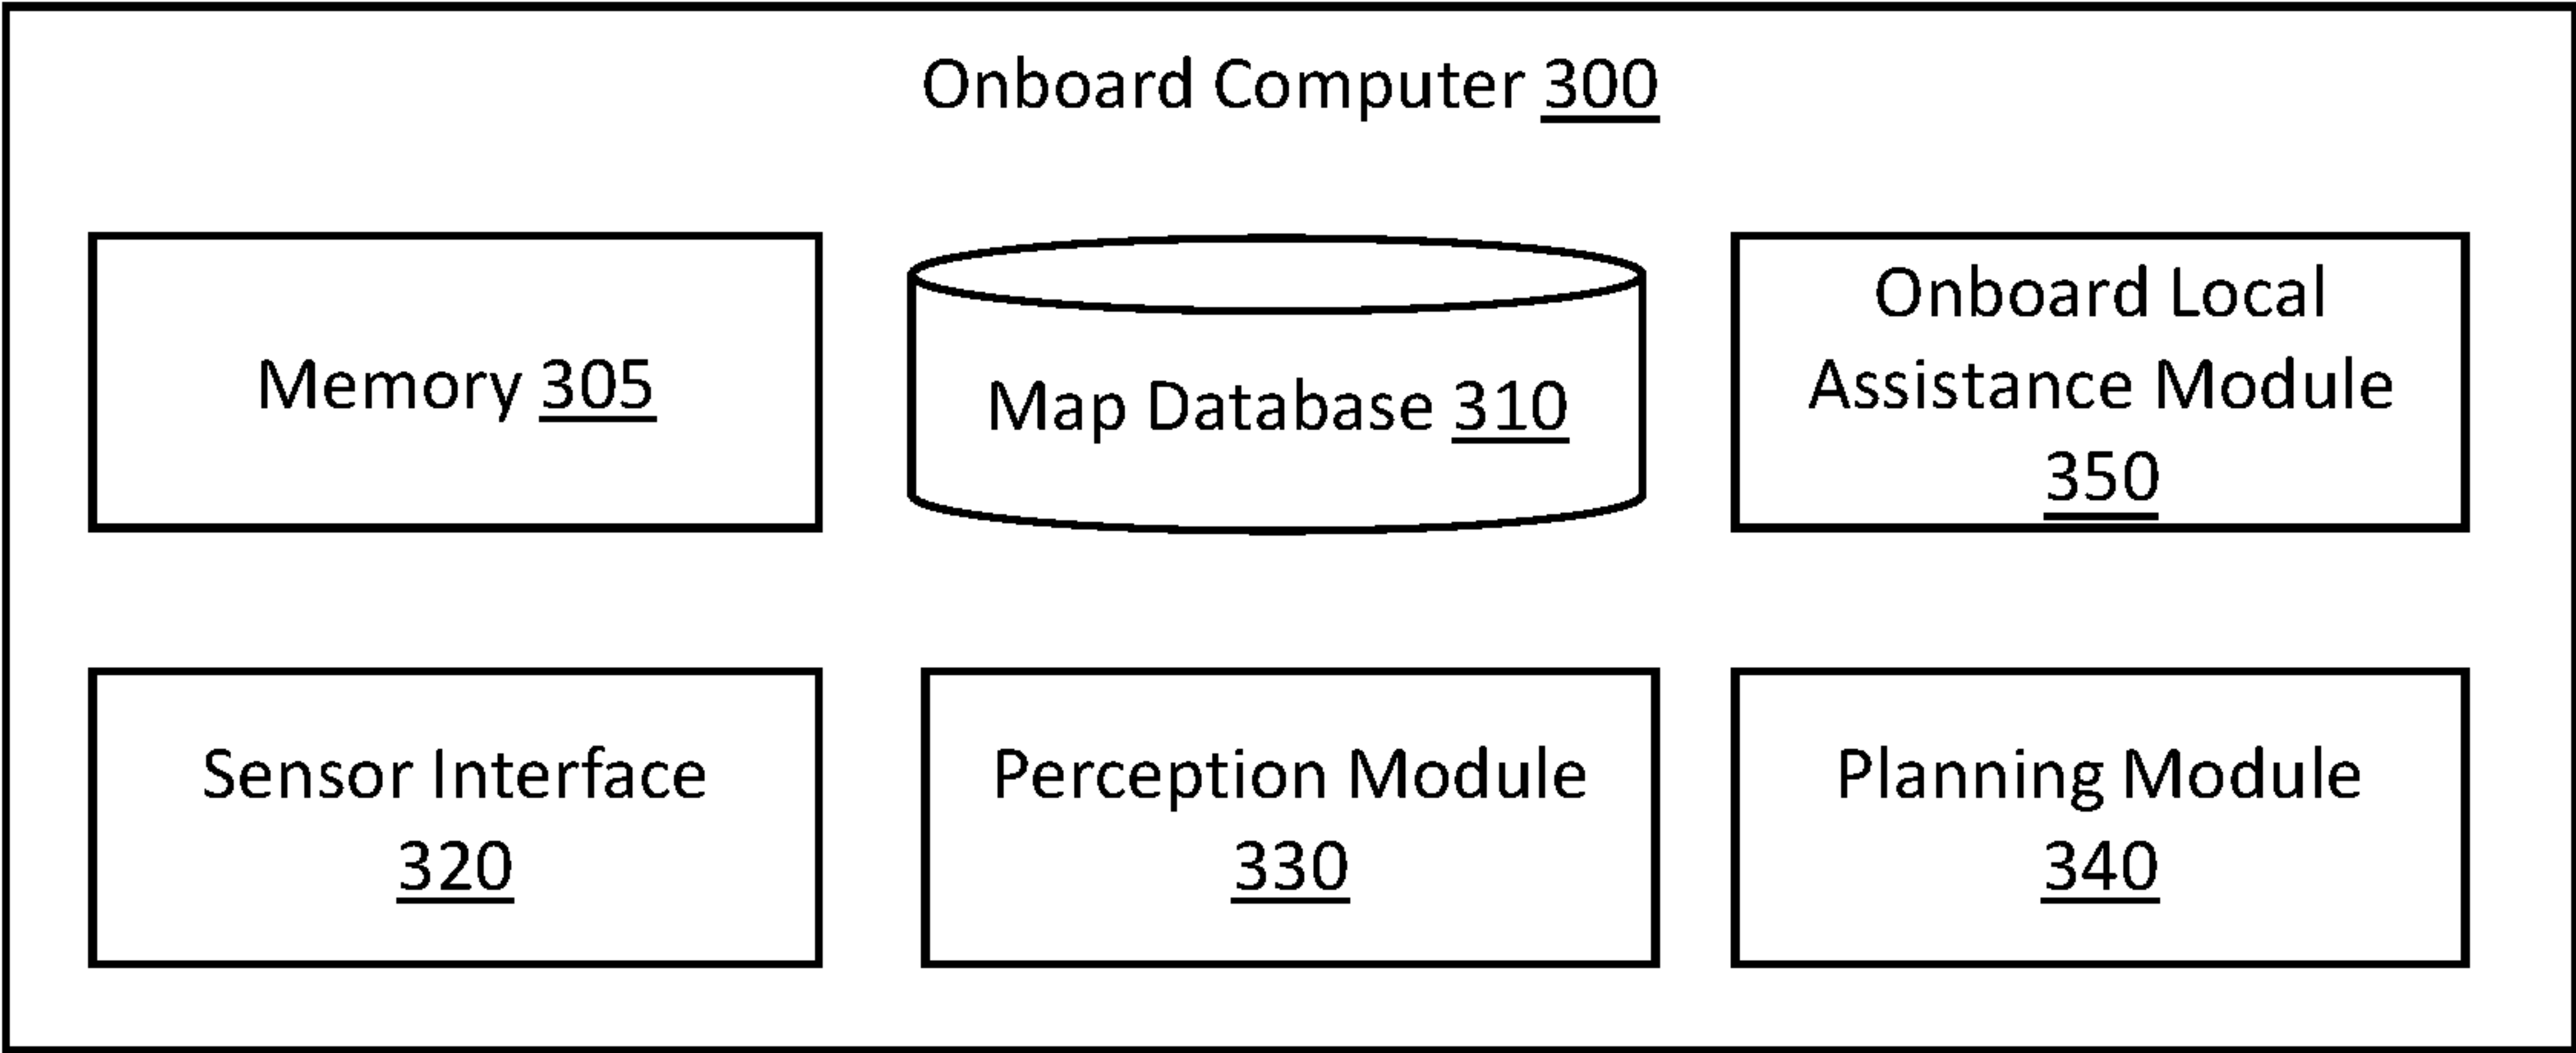 Onboard Computer 300
Memory 305
Map Database 310
Onboard Local
Assistance Module
350
Sensor Interface
320
Perception Module
330
Planning Module
340